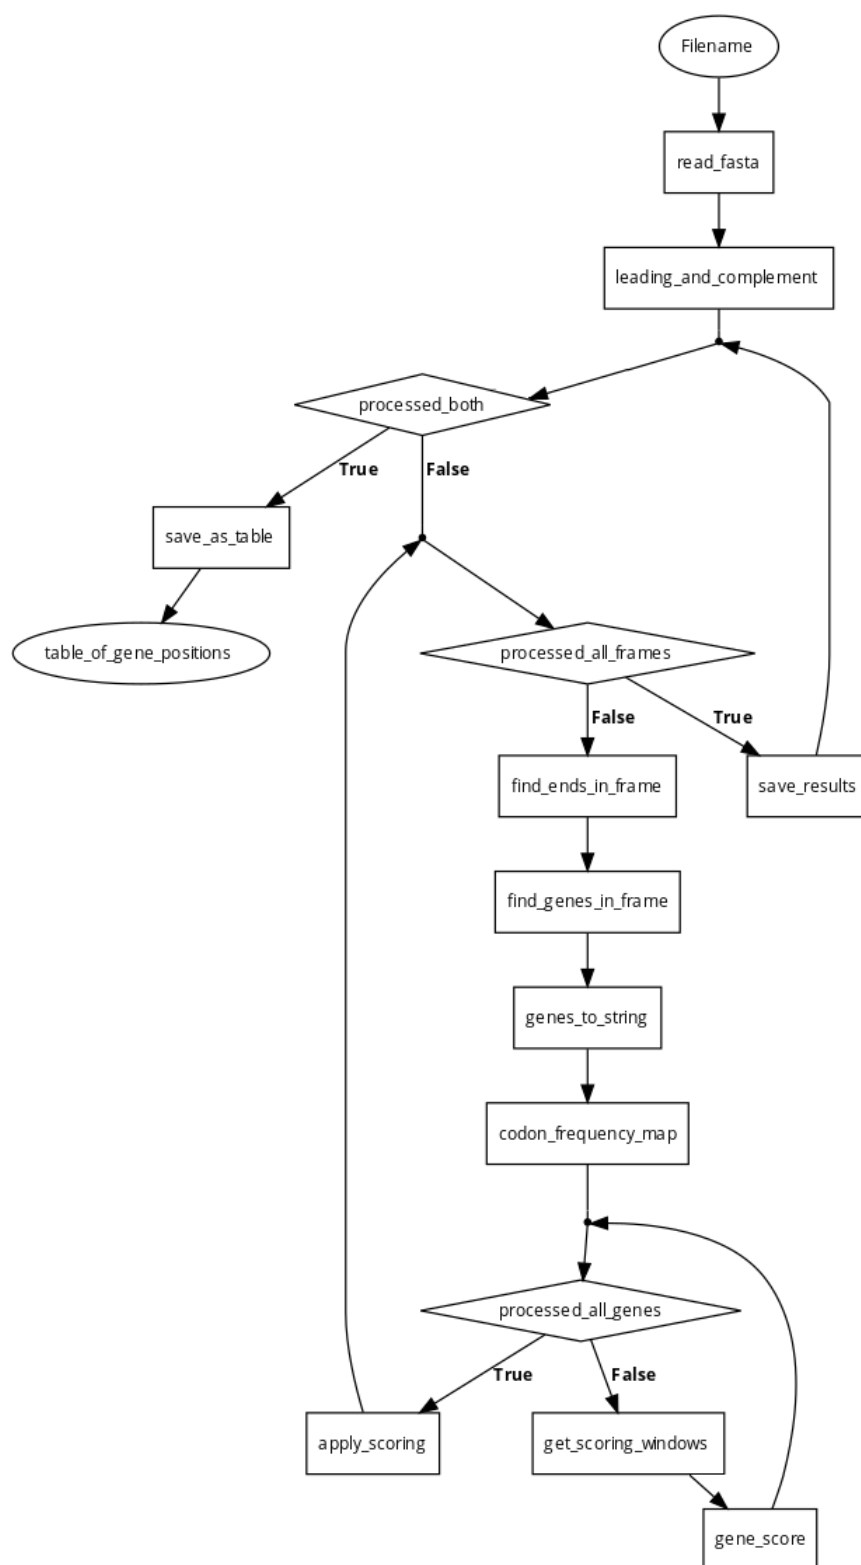 Filename
read_fasta
leading_and_complement
processed_both
True
False
save_as_table
table_of_gene_positions
processed_all_frames
False
True
find_ends_in_frame
save_results
find_genes_in_frame
genes_to_string
codon_frequency_map
processed_all_genes
True
False
apply_scoring
get_scoring_windows
gene_score